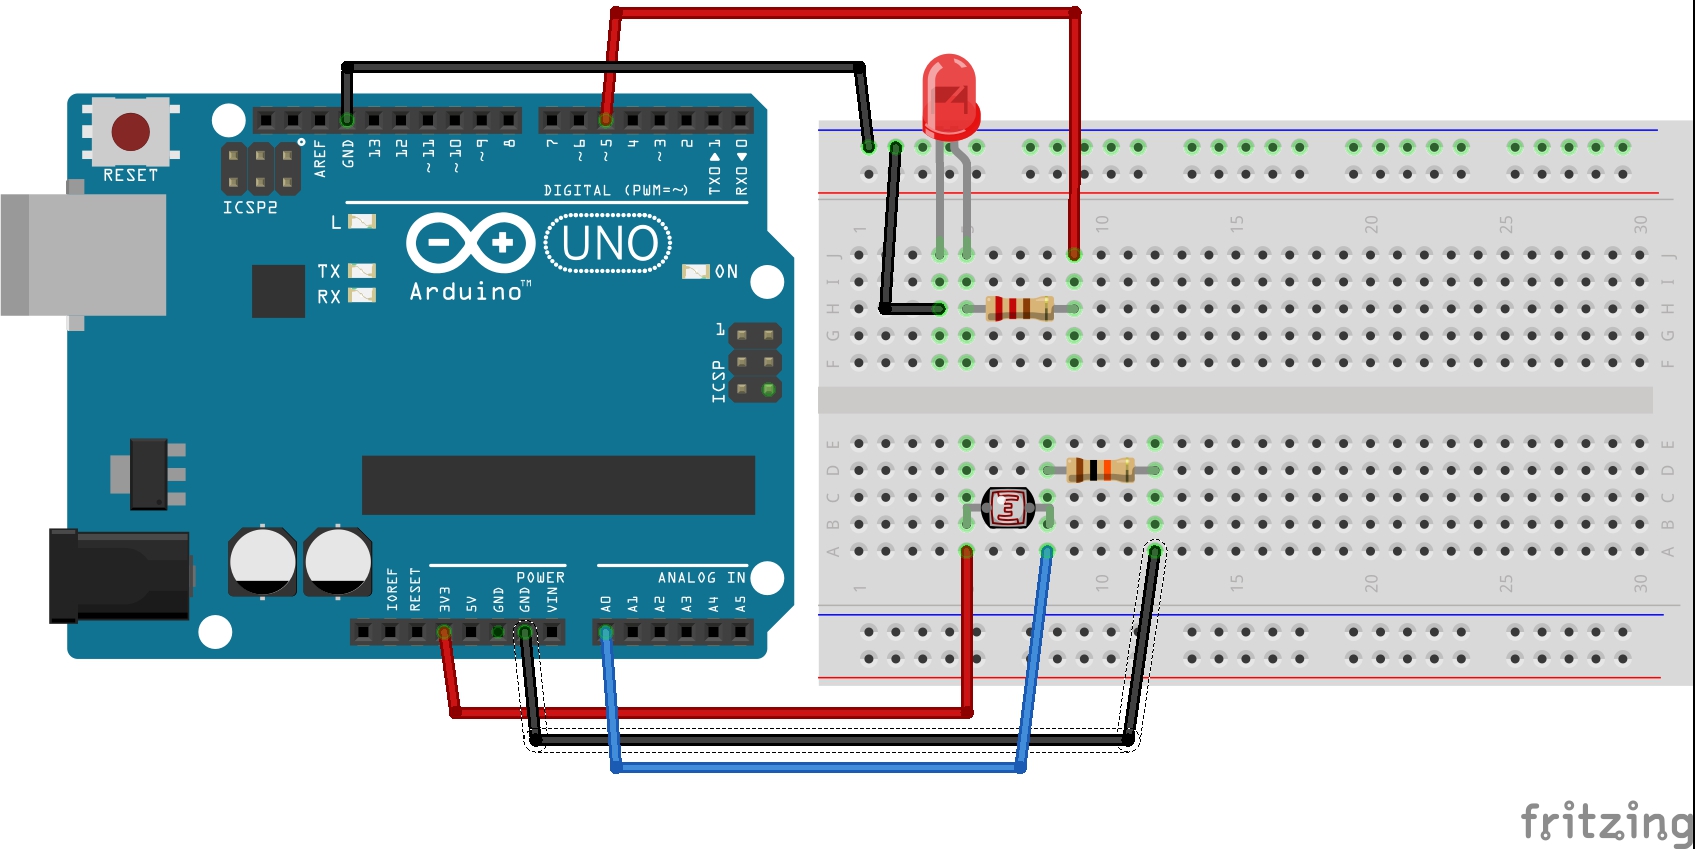 RESET
ICSP2
AREF
GND
13
12
~11
~10
~9
8
7
~6
~5
4
~3
2
TX0▶1
RX0◀0
DIGITAL (PWM=~)
L
TX
RX
UNO
ON
Arduino™
1
ICSP
IOREF
RESET
3V3
5V
GND
GND
VIN
POWER
ANALOG IN
A0
A1
A2
A3
A4
A5
1
5
10
15
20
25
30
J
J
I
I
H
H
G
G
F
F
E
E
D
D
C
C
B
B
A
A
1
10
15
20
25
30
fritzing